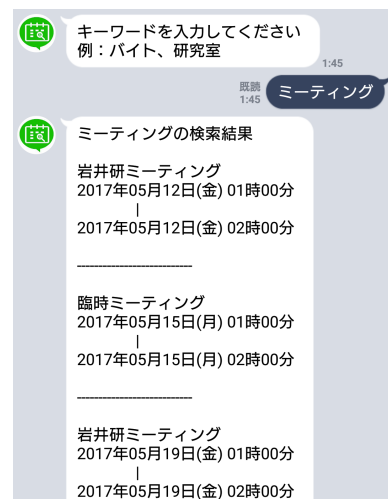 キーワードを入力してください
例：バイト、研究室
1:45
既読
1:45
ミーティング
ミーティングの検索結果
岩井研ミーティング
2017年05月12日(金) 01時00分
|
2017年05月12日(金) 02時00分
---------------------------
臨時ミーティング
2017年05月15日(月) 01時00分
|
2017年05月15日(月) 02時00分
---------------------------
岩井研ミーティング
2017年05月19日(金) 01時00分
|
2017年05月19日(金) 02時00分